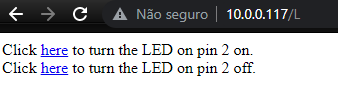 Não seguro 10.0.0.117/L
Click here to turn the LED on pin 2 on.
Click here to turn the LED on pin 2 off.